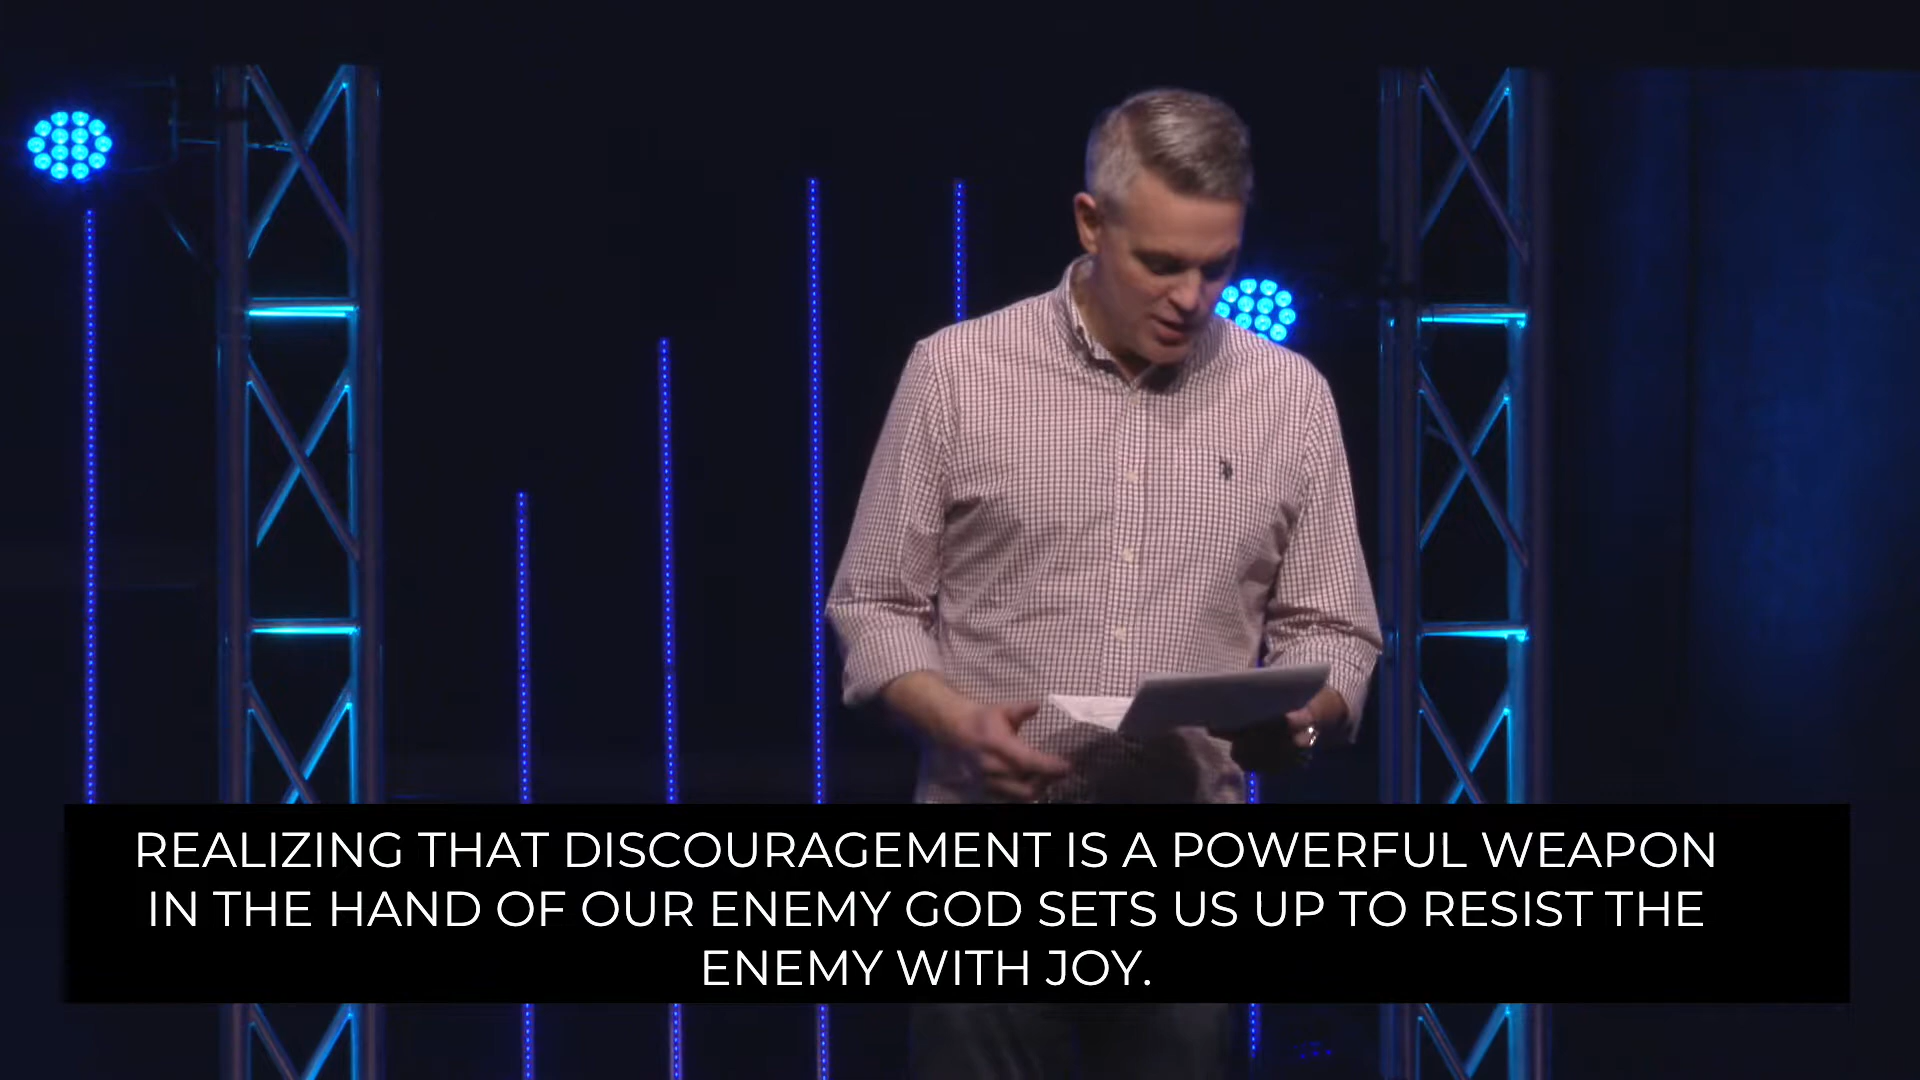 REALIZING THAT DISCOURAGEMENT IS A POWERFUL WEAPON
IN THE HAND OF OUR ENEMY GOD SETS US UP TO RESIST THE
ENEMY WITH JOY.